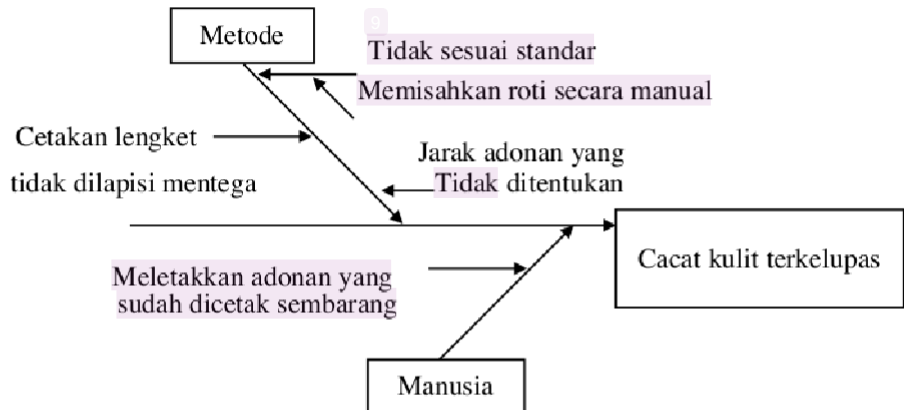 9
Metode
Tidak sesuai standar
Memisahkan roti secara manual
Cetakan lengket
tidak dilapisi mentega
Jarak adonan yang
Tidak ditentukan
Cacat kulit terkelupas
Meletakkan adonan yang
sudah dicetak sembarang
Manusia